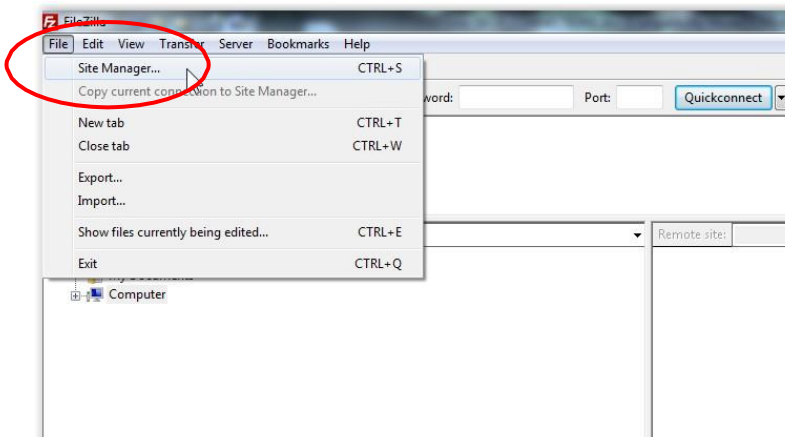 FileZilla
File Edit View Transfer Server Bookmarks Help
Site Manager... CTRL+S
Copy current connection to Site Manager...
word: Port: Quickconnect
New tab CTRL+T
Close tab CTRL+W
Export...
Import...
Show files currently being edited... CTRL+E
Remote site:
Exit CTRL+Q
My Documents
Computer